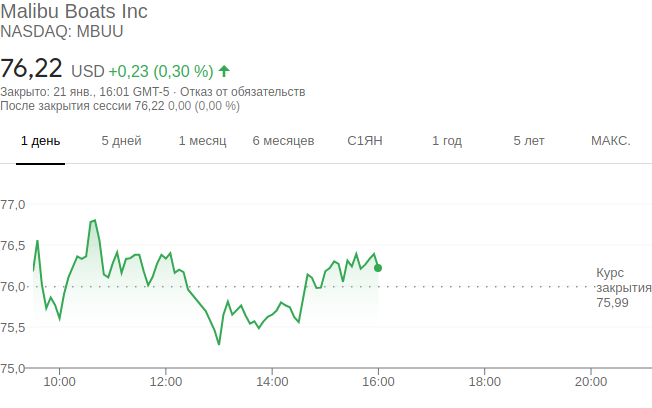 Malibu Boats Inc
NASDAQ: MBUU
76,22 USD +0,23 (0,30 %)
Закрыто: 21 янв., 16:01 GMT-5 · Отказ от обязательств
После закрытия сессии 76,22 0,00 (0,00 %)
1 день 5 дней 1 месяц 6 месяцев С1ЯН 1 год 5 лет МАКС.
77,0
76,5
76,0
75,5
75,0
Курс
закрытия
75,99
10:00 12:00 14:00 16:00 18:00 20:00